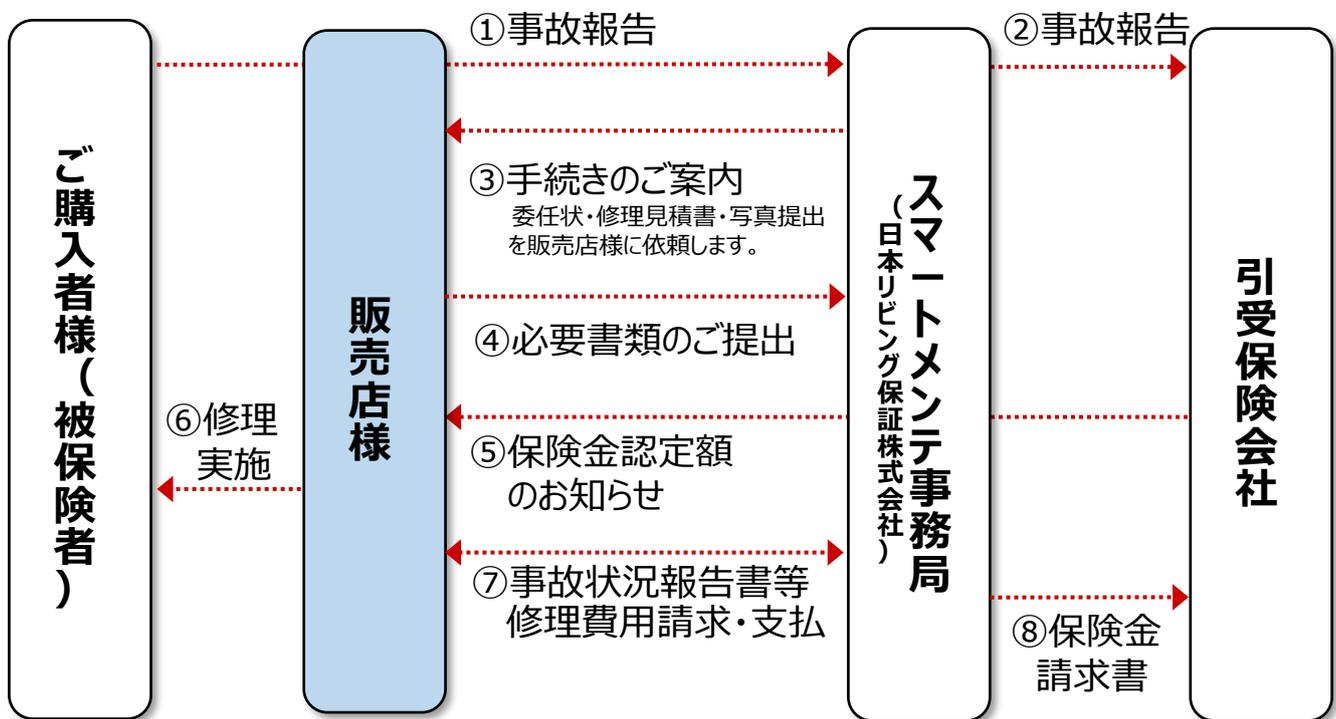 ①事故報告
②事故報告
③手続きのご案内
委任状・修理見積書・写真提出
を販売店様に依頼します。
④必要書類のご提出
⑤保険金認定額
のお知らせ
⑥修理
実施
⑦事故状況報告書等
修理費用請求・支払
⑧保険金
請求書
ご購入者様(被保険者)
販売店様
スマートメンテ事務局
(日本リビング保証株式会社)
引受保険会社